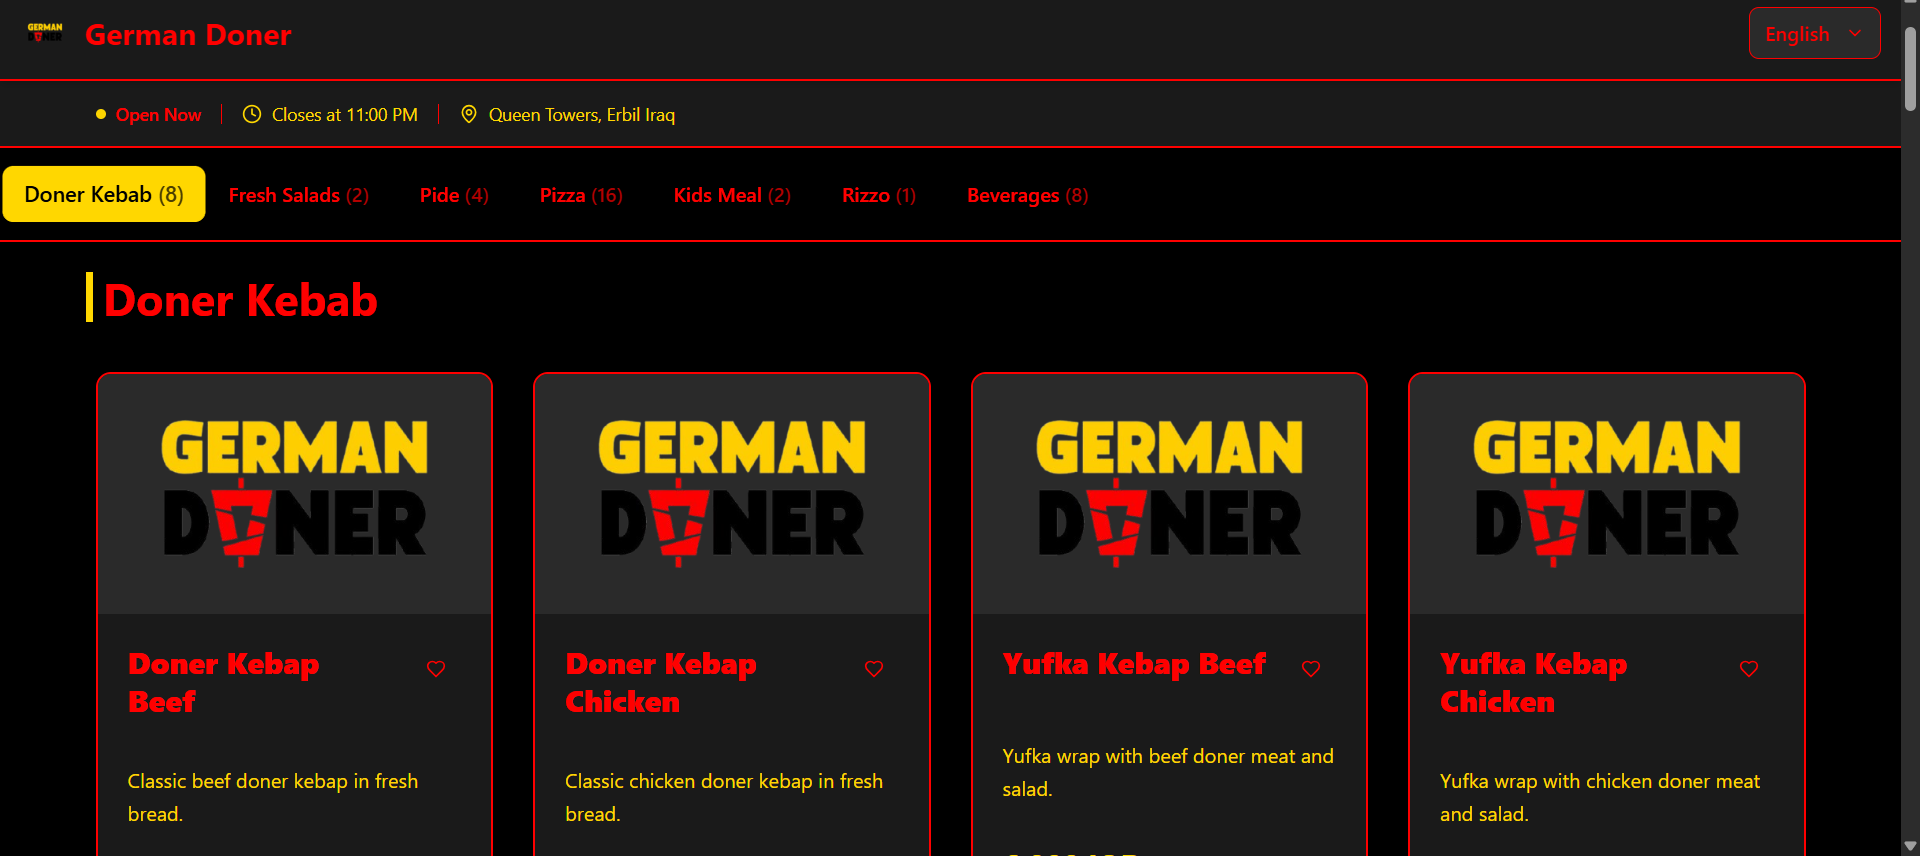 GERMAN
DONER
German Doner
English
Open Now
Closes at 11:00 PM
Queen Towers, Erbil Iraq
Doner Kebab (8)
Fresh Salads (2)
Pide (4)
Pizza (16)
Kids Meal (2)
Rizzo (1)
Beverages (8)
Doner Kebab
GERMAN
DONER
Doner Kebap
Beef
Classic beef doner kebap in fresh
bread.
GERMAN
DONER
Doner Kebap
Chicken
Classic chicken doner kebap in fresh
bread.
GERMAN
DONER
Yufka Kebap Beef
Yufka wrap with beef doner meat and
salad.
GERMAN
DONER
Yufka Kebap
Chicken
Yufka wrap with chicken doner meat
and salad.